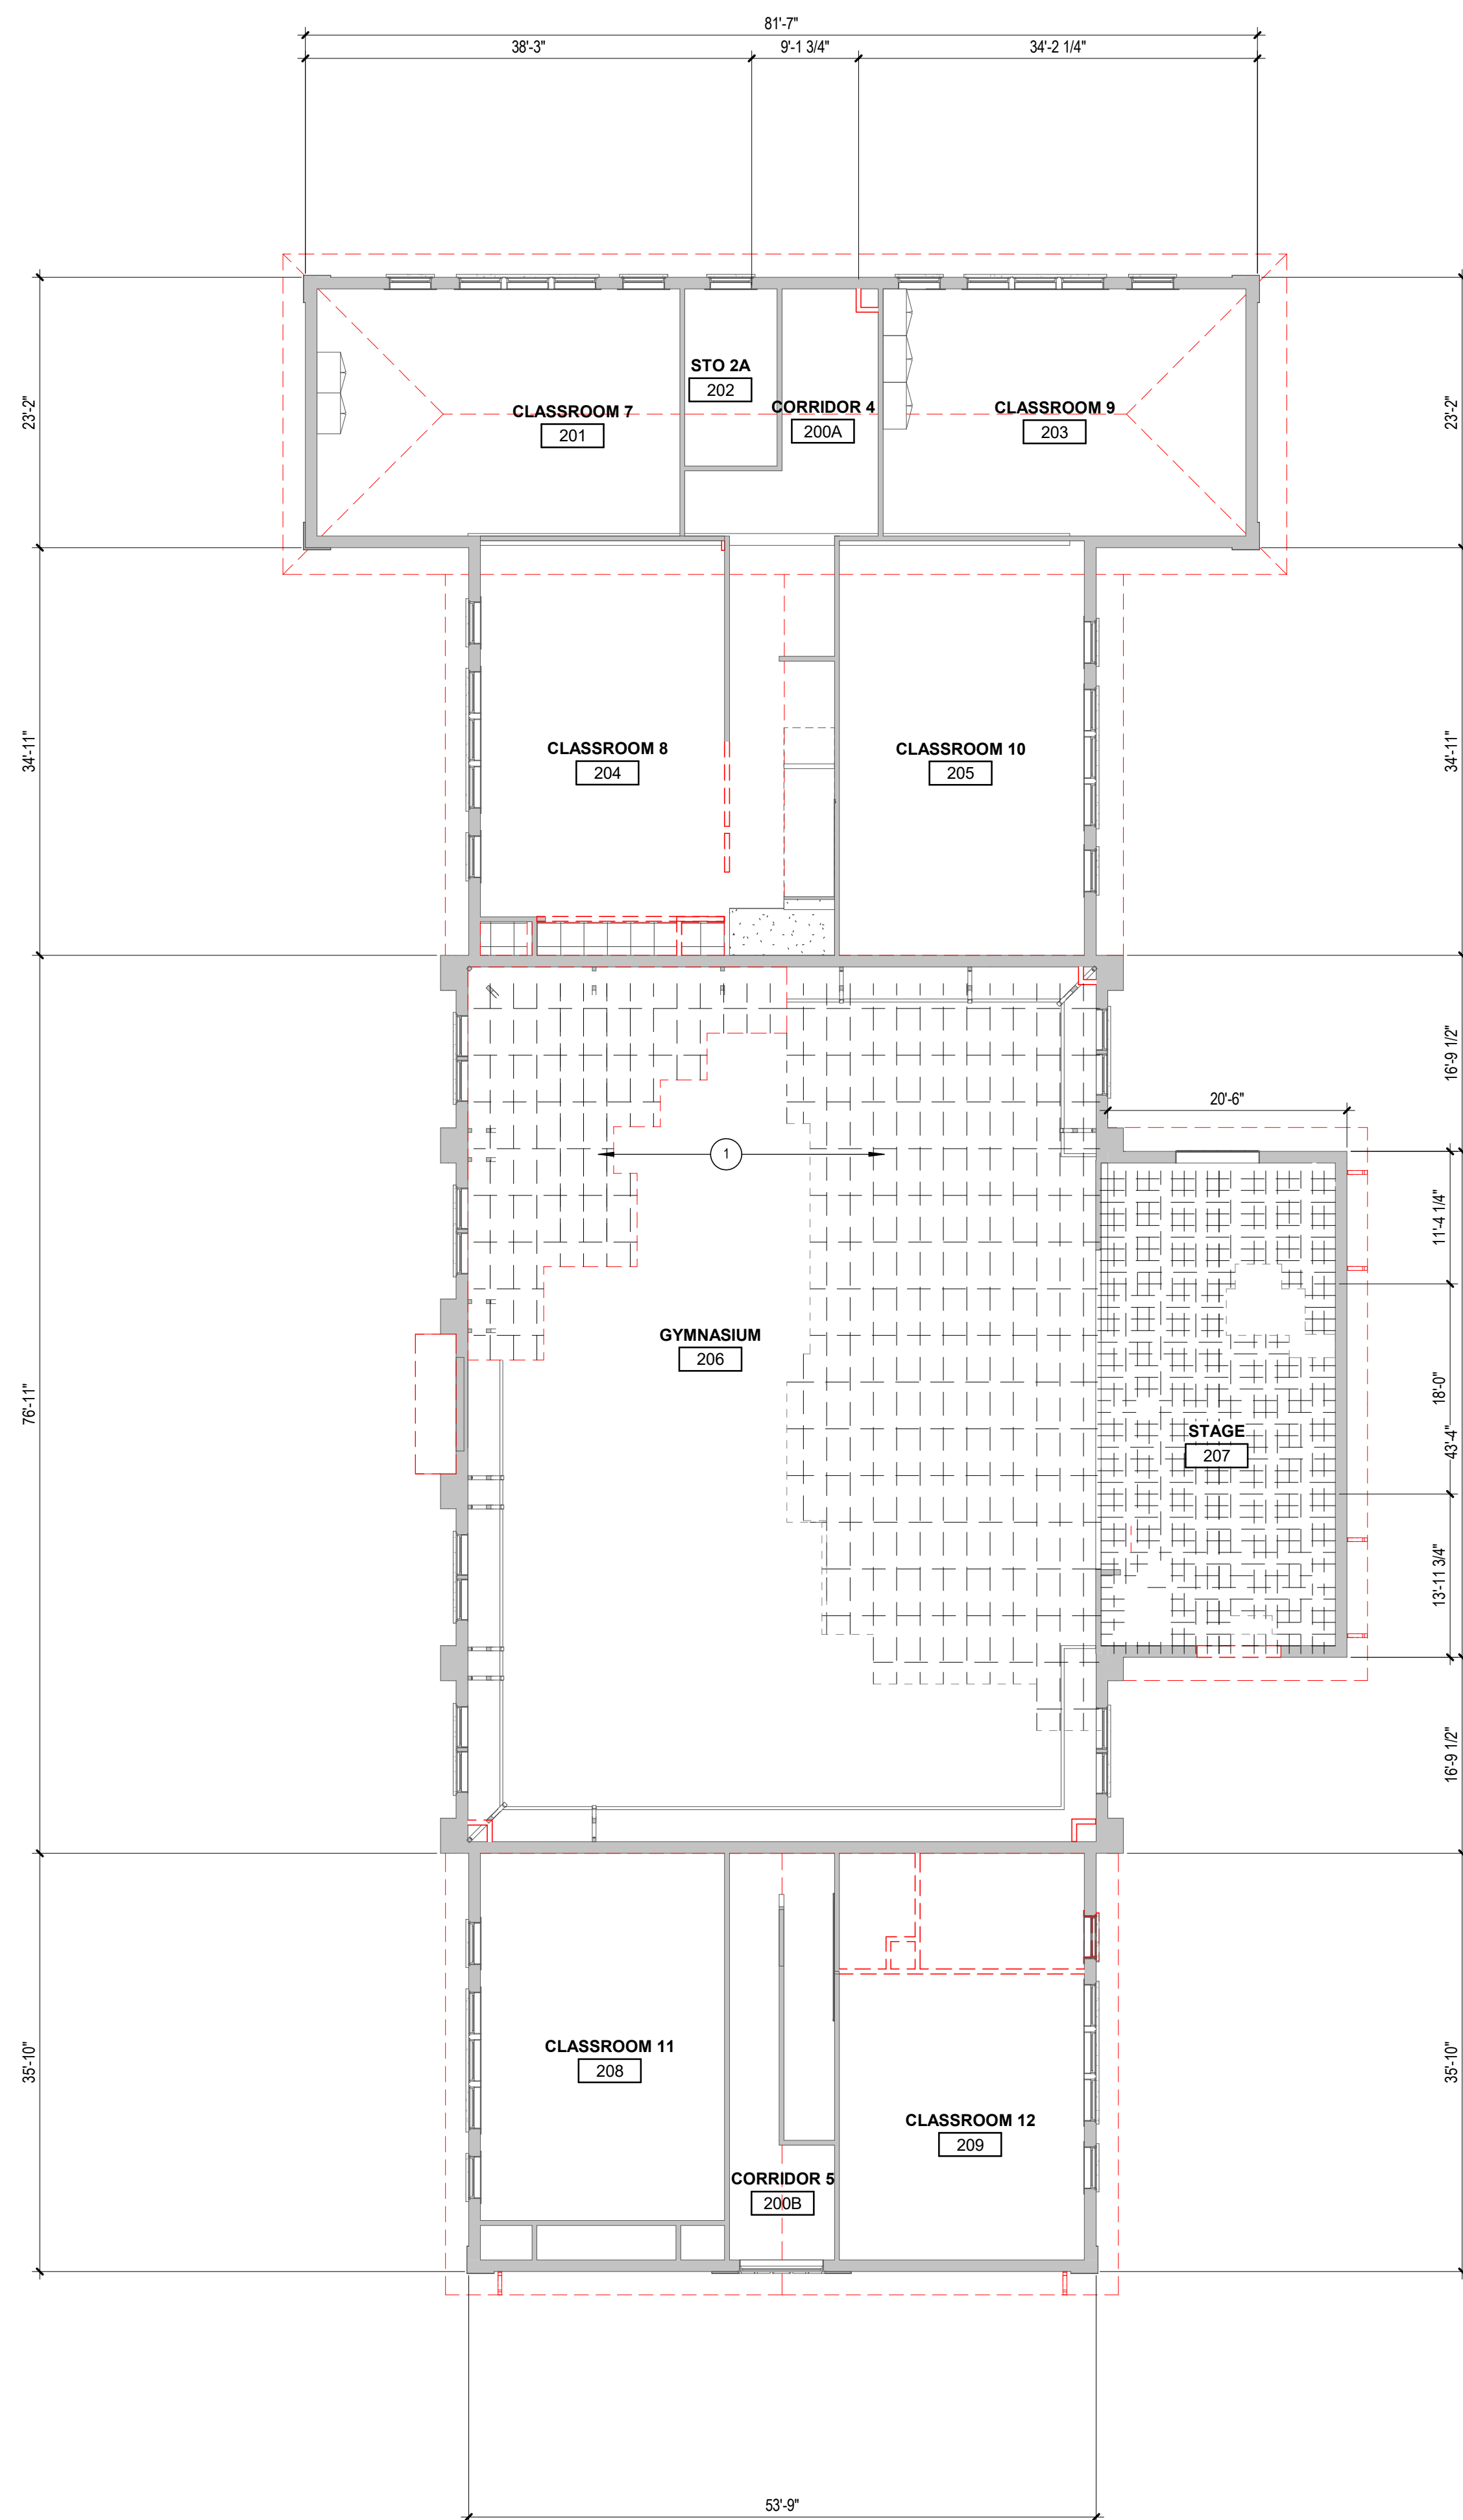 81'-7"
38'-3"
9'-1 3/4"
34'-2 1/4"
23'-2"
23'-2"
STO 2A
202
CLASSROOM 7
201
CORRIDOR 4
200A
CLASSROOM 9
203
34'-11"
34'-11"
CLASSROOM 8
204
CLASSROOM 10
205
16'-9 1/2"
20'-6"
1
11'-4 1/4"
GYMNASIUM
206
76'-11"
18'-0"
43'-4"
STAGE
207
13'-11 3/4"
16'-9 1/2"
35'-10"
35'-10"
CLASSROOM 11
208
CLASSROOM 12
209
CORRIDOR 5
200B
53'-9"